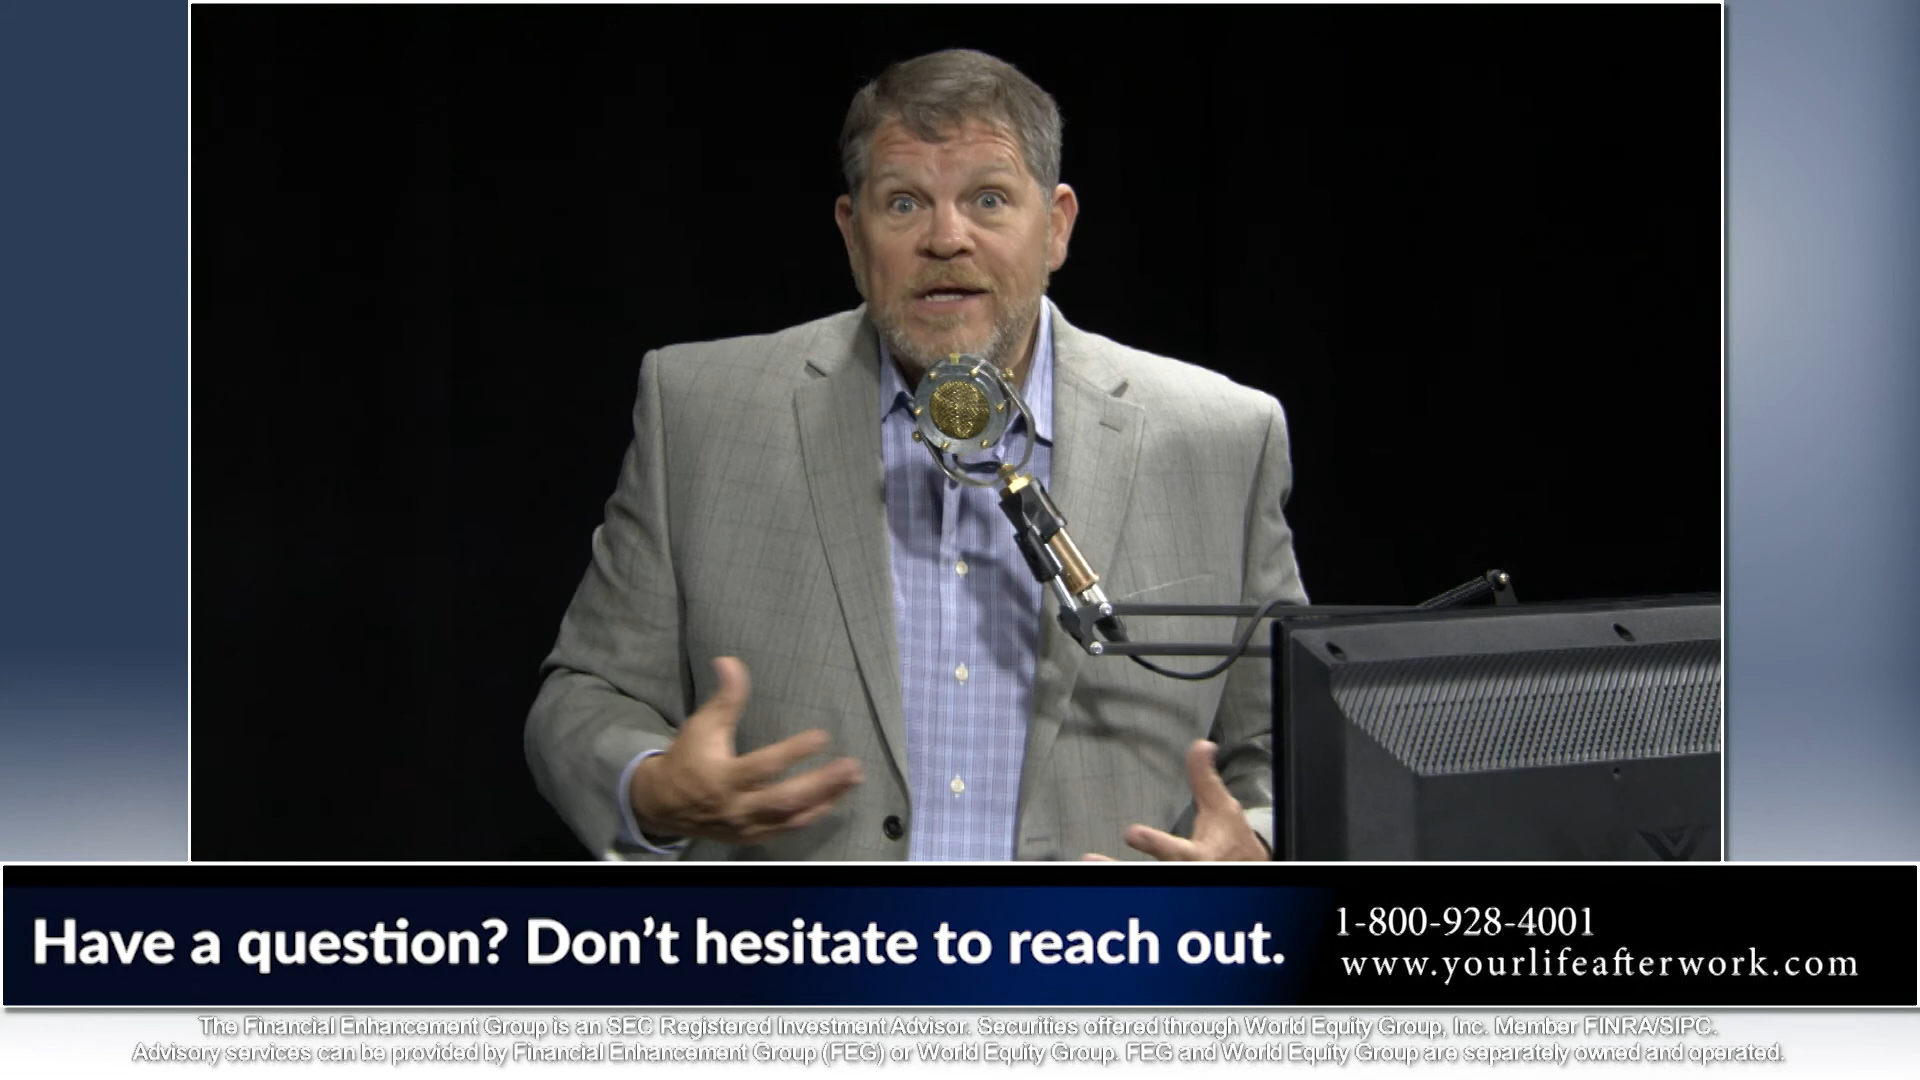 Have a question? Don't hesitate to reach out.
1-800-928-4001
www.yourlifeafterwork.com
The Financial Enhancement Group is an SEC Registered Investment Advisor. Securities offered through World Equity Group, Inc. Member FINRA/SIPC.
Advisory services can be provided by Financial Enhancement Group (FEG) or World Equity Group. FEG and World Equity Group are separately owned and operated.